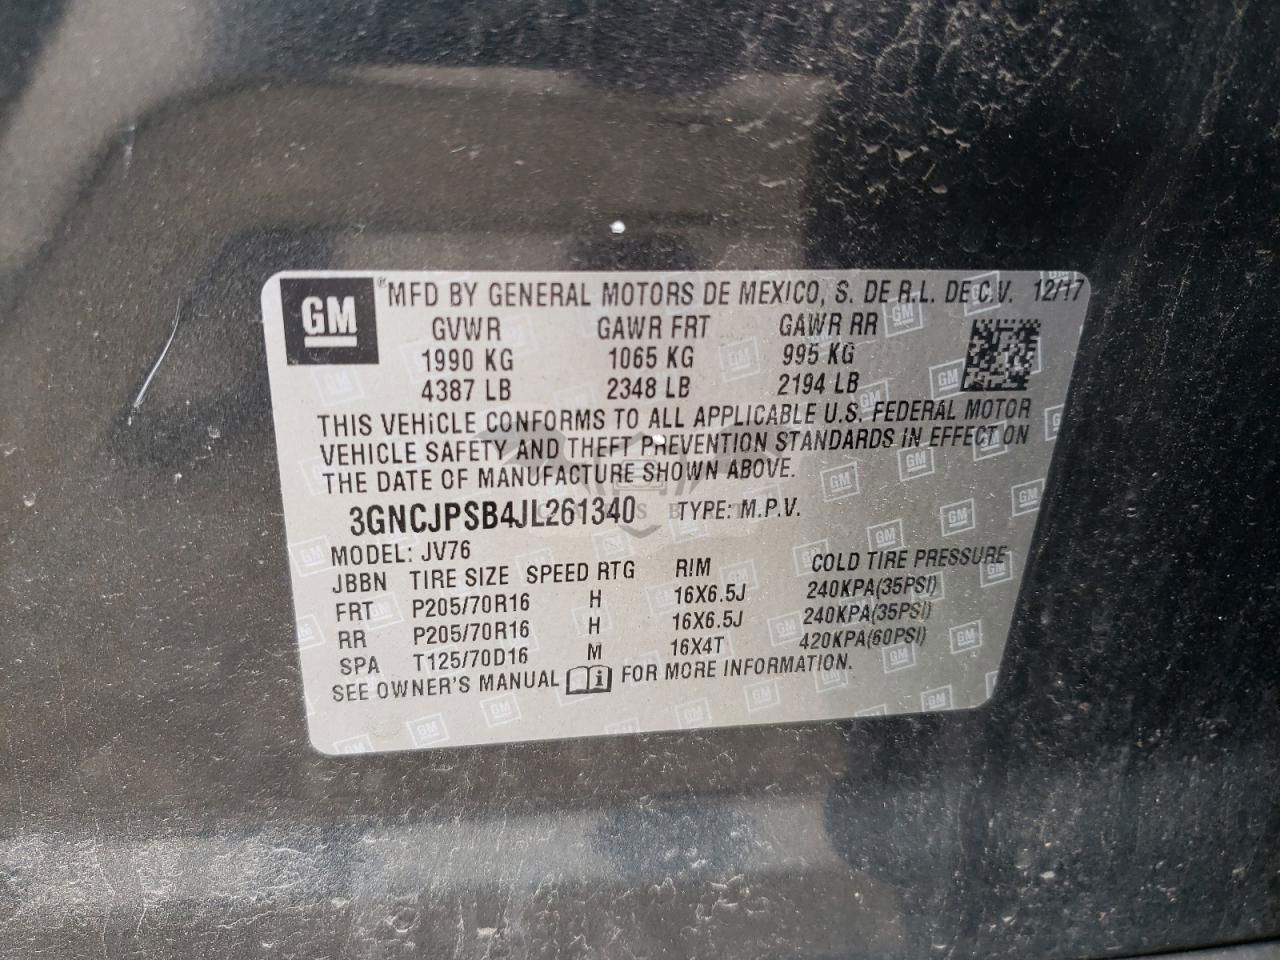 GM ® MFD BY GENERAL MOTORS DE MEXICO, S. DE R.L. DE C.V. 12/17
GVWR GAWR FRT GAWR RR
1990 KG 1065 KG 995 KG
4387 LB 2348 LB 2194 LB
THIS VEHICLE CONFORMS TO ALL APPLICABLE U.S. FEDERAL MOTOR
VEHICLE SAFETY AND THEFT PREVENTION STANDARDS IN EFFECT ON
THE DATE OF MANUFACTURE SHOWN ABOVE.
3GNCJPSB4JL261340 TYPE: M.P.V.
MODEL: JV76
JBBN TIRE SIZE SPEED RTG RIM COLD TIRE PRESSURE
FRT P205/70R16 H 16X6.5J 240KPA(35PSI)
RR P205/70R16 H 16X6.5J 240KPA(35PSI)
SPA T125/70D16 M 16X4T 420KPA(60PSI)
SEE OWNER'S MANUAL i FOR MORE INFORMATION.